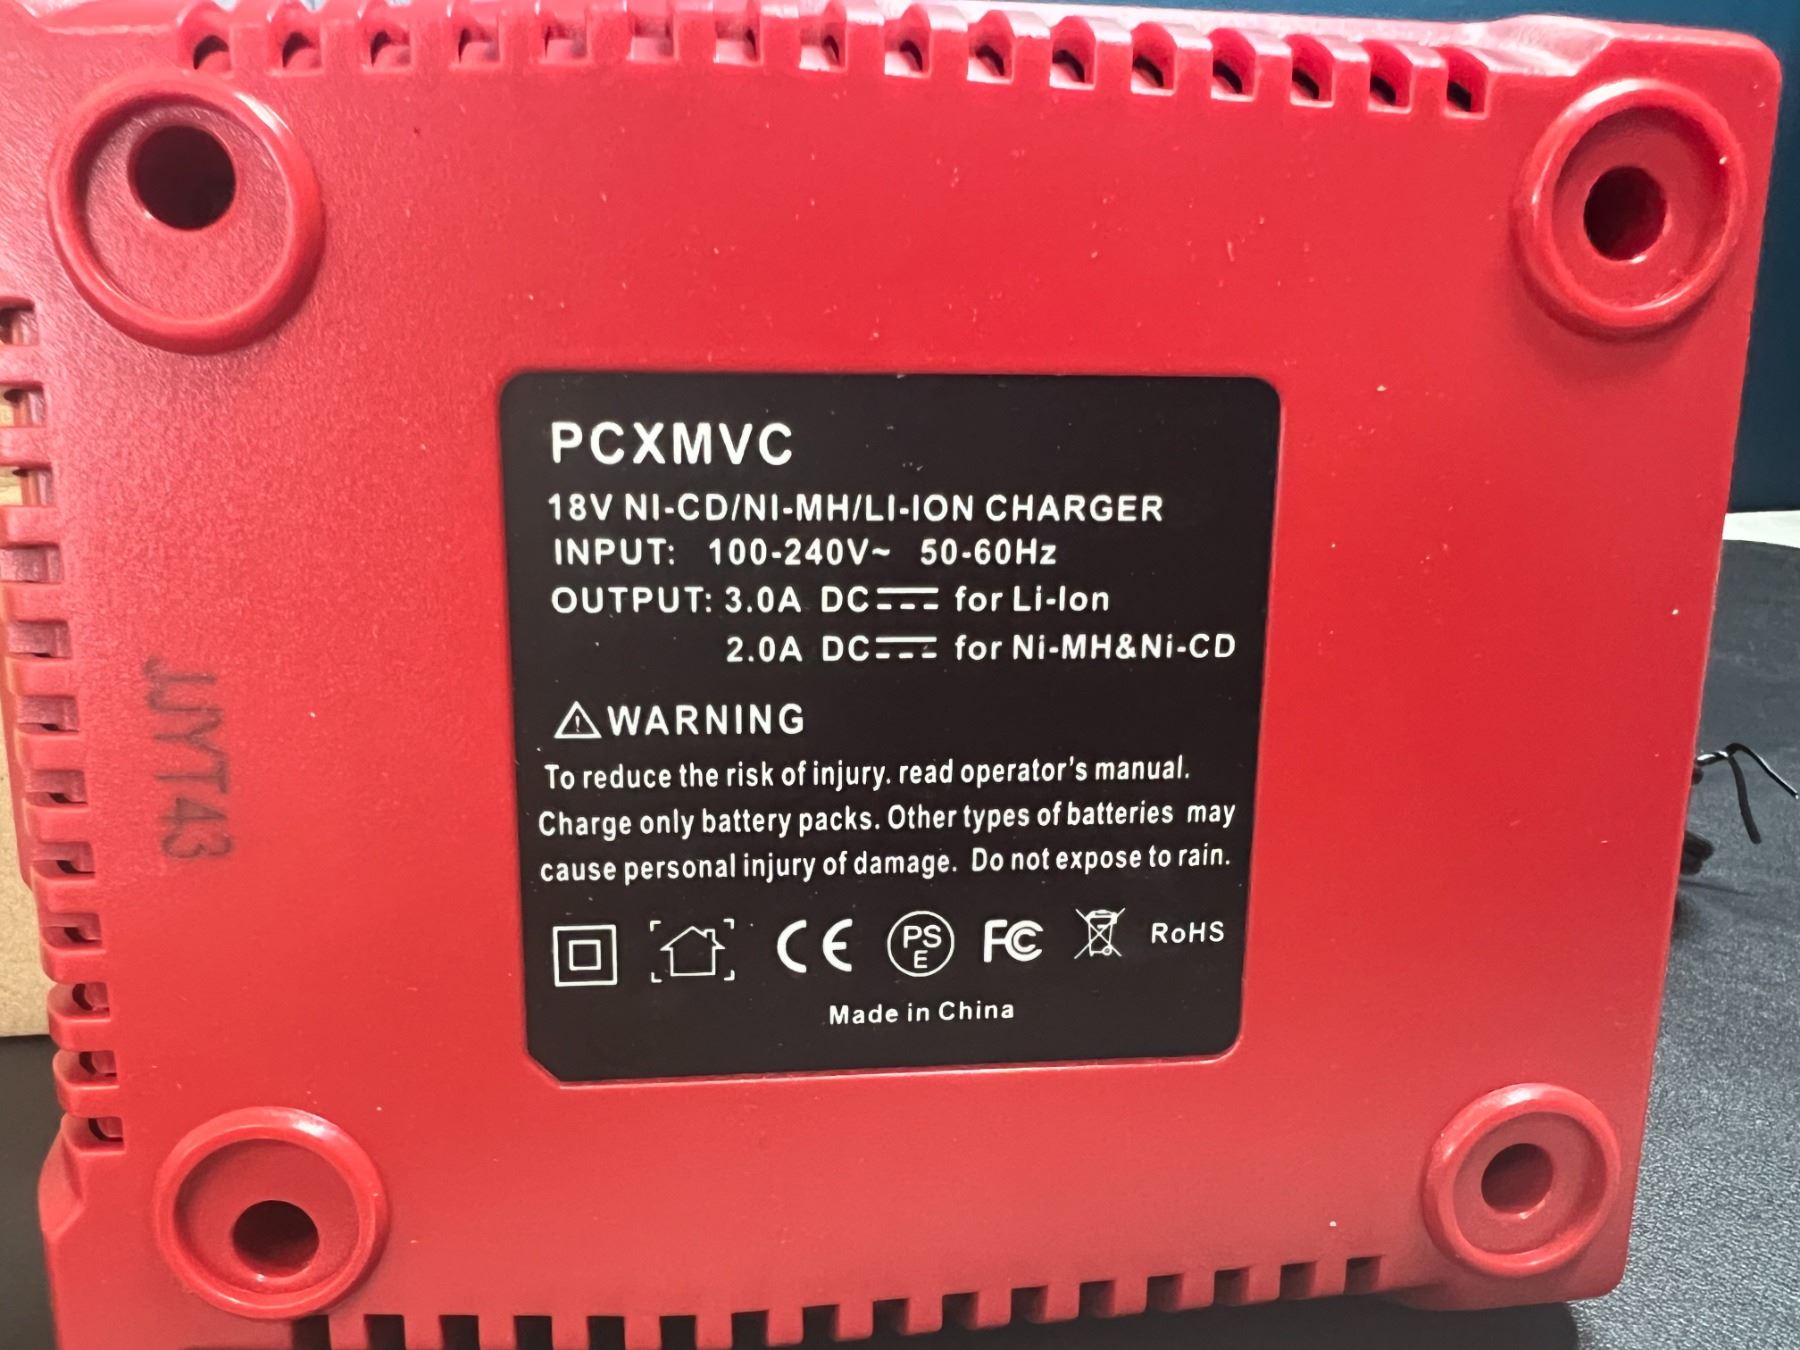 PCXMVC
18V NI-CD/NI-MH/LI-ION CHARGER
INPUT: 100-240V~ 50-60Hz
OUTPUT: 3.0A DC⎓ for Li-Ion
2.0A DC⎓ for Ni-MH&Ni-CD
⚠WARNING
To reduce the risk of injury. read operator's manual.
Charge only battery packs. Other types of batteries may
cause personal injury of damage. Do not expose to rain.
CE PSE FC RoHS
Made in China
JJYT43